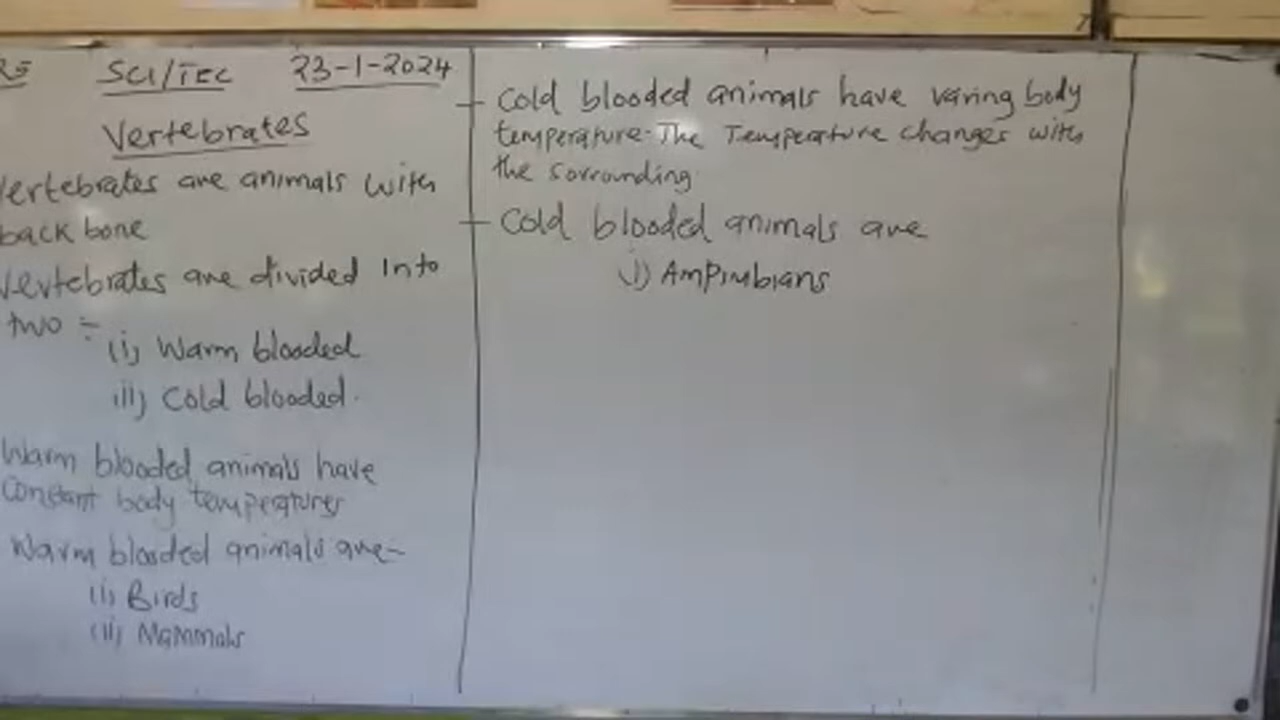 SCI/TEC 23-1-2024
Vertebrates
Vertebrates are animals with
back bone
Vertebrates are divided into
two :-
(i) Warm blooded
ii) Cold blooded.
Warm blooded animals have
Constant body temperatures
Warm blooded animals are-
(i) Birds
(ii) Mammals
- Cold blooded animals have varing body
temperature. The Temperature changes with
the sorrounding.
- Cold blooded animals are
i) Ampimbians